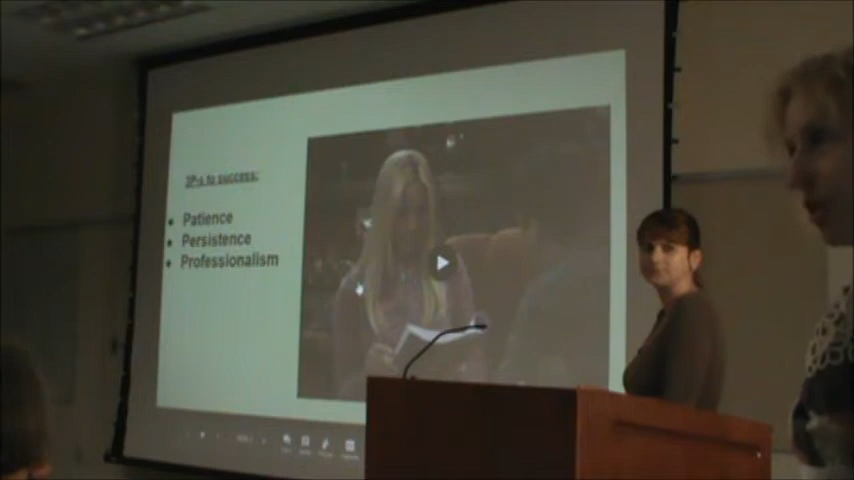 3P-s to success:
• Patience
• Persistence
• Professionalism